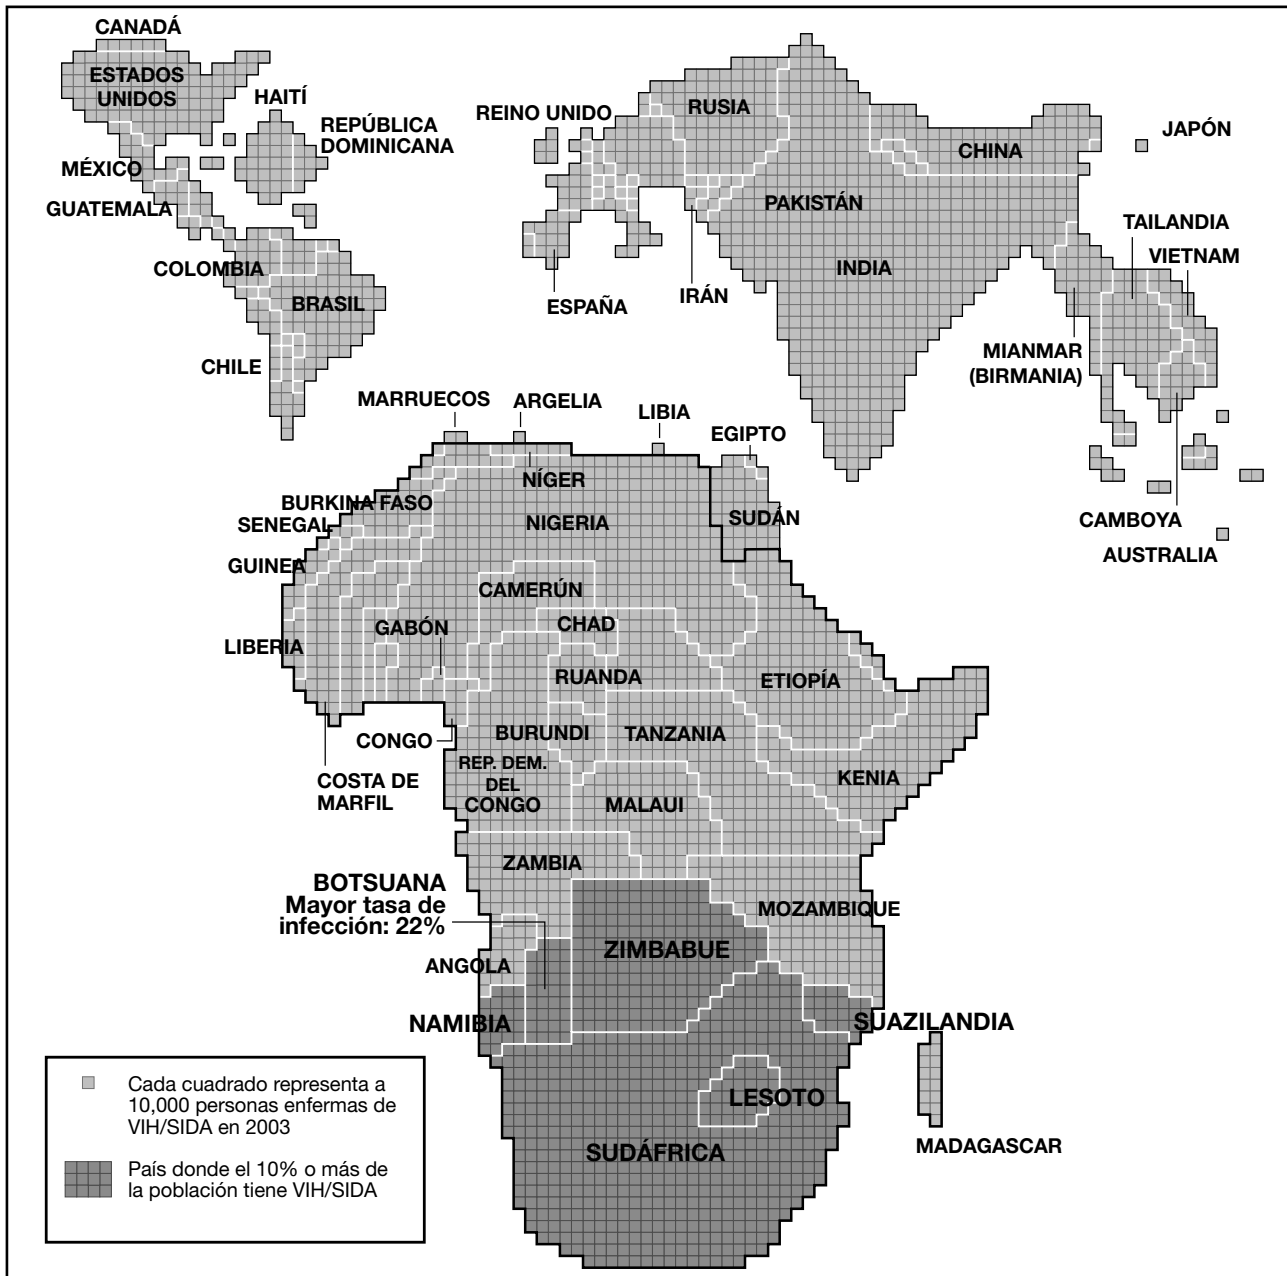 CANADÁ
ESTADOS
UNIDOS
HAITÍ
REPÚBLICA
DOMINICANA
MÉXICO
GUATEMALA
COLOMBIA
BRASIL
CHILE
REINO UNIDO
RUSIA
CHINA
JAPÓN
PAKISTÁN
TAILANDIA
VIETNAM
INDIA
ESPAÑA
IRÁN
MIANMAR
(BIRMANIA)
CAMBOYA
AUSTRALIA
MARRUECOS
ARGELIA
LIBIA
EGIPTO
NÍGER
BURKINA FASO
SENEGAL
NIGERIA
SUDÁN
GUINEA
CAMERÚN
GABÓN
CHAD
LIBERIA
RUANDA
ETIOPÍA
CONGO
BURUNDI
TANZANIA
COSTA DE
MARFIL
REP. DEM.
DEL
CONGO
MALAUI
KENIA
ZAMBIA
BOTSUANA
Mayor tasa de
infección: 22%
MOZAMBIQUE
ZIMBABUE
ANGOLA
NAMIBIA
SUAZILANDIA
LESOTO
SUDÁFRICA
MADAGASCAR
Cada cuadrado representa a
10,000 personas enfermas de
VIH/SIDA en 2003
País donde el 10% o más de
la población tiene VIH/SIDA